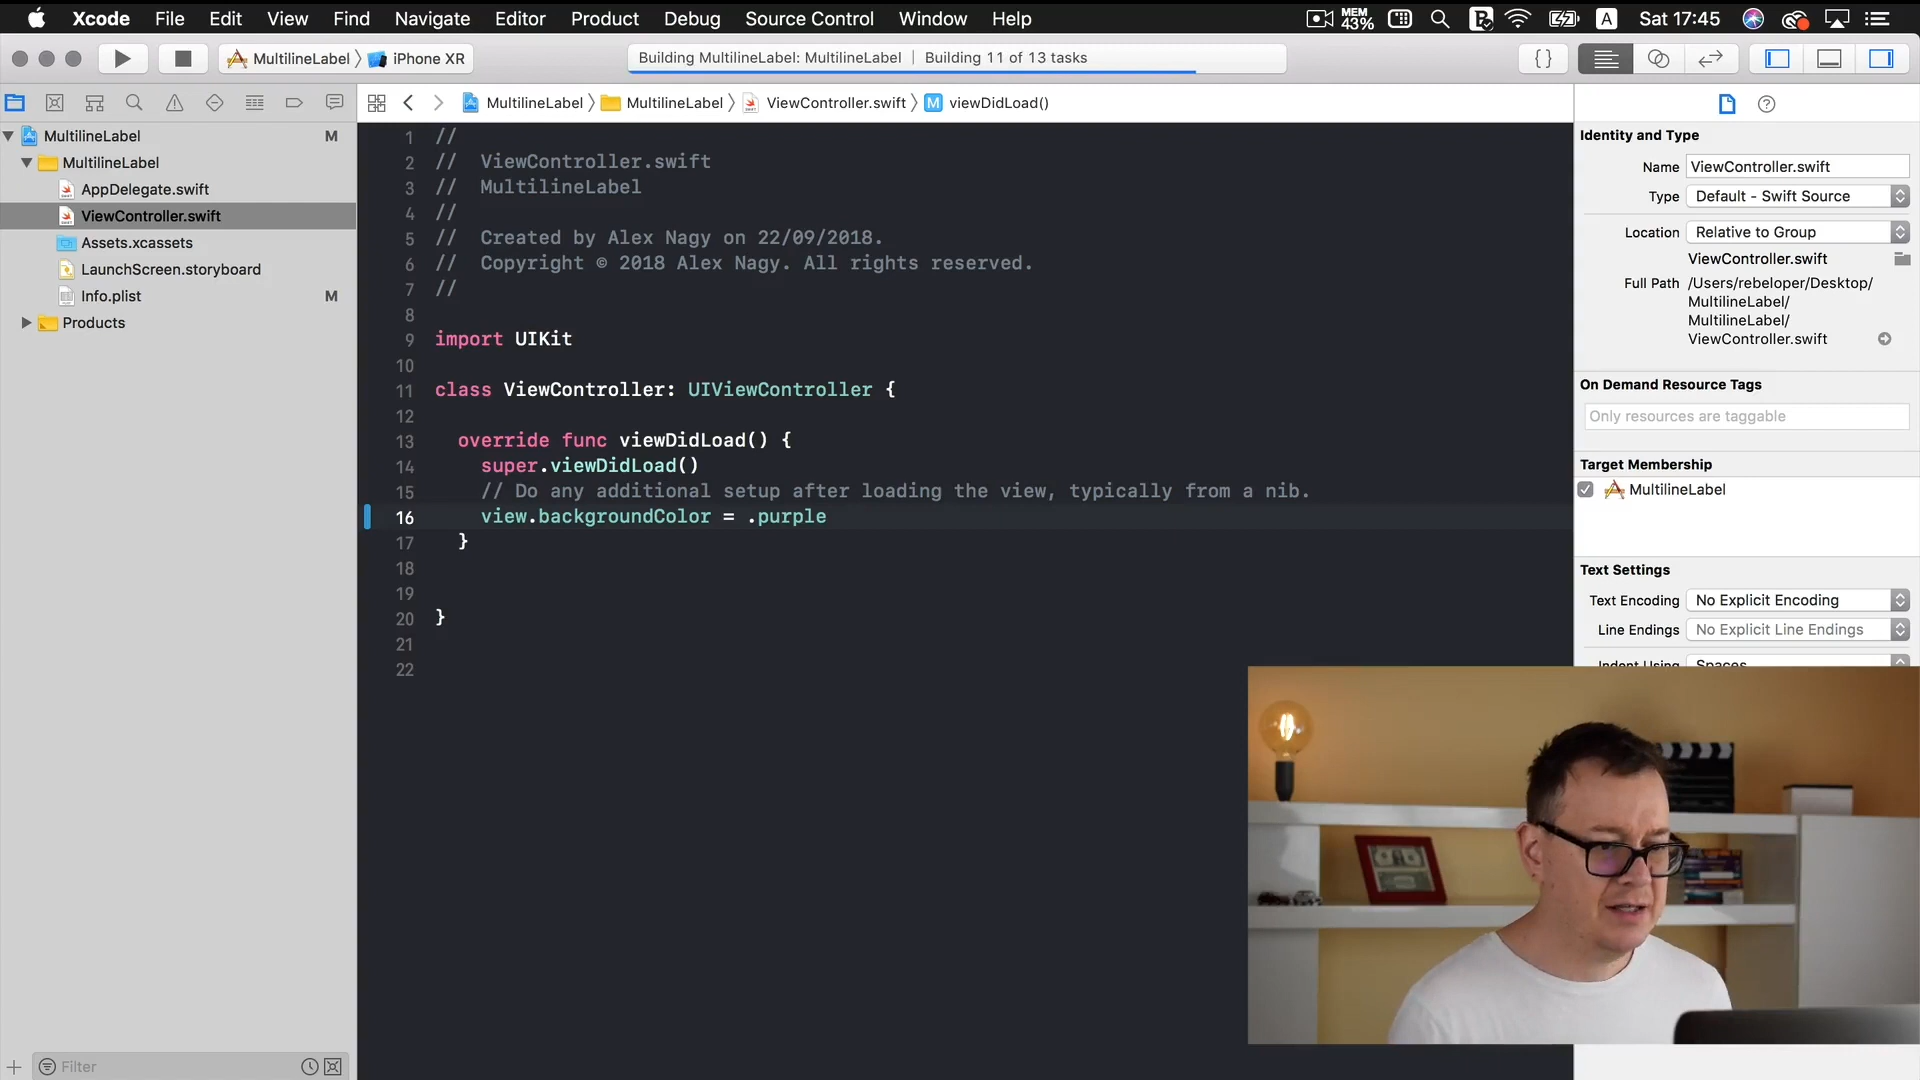 Xcode File Edit View Find Navigate Editor Product Debug Source Control Window Help MEM 43% A Sat 17:45
MultilineLabel iPhone XR Building MultilineLabel: MultilineLabel | Building 11 of 13 tasks { }
MultilineLabel MultilineLabel ViewController.swift M viewDidLoad()
MultilineLabel M
MultilineLabel
AppDelegate.swift
ViewController.swift
Assets.xcassets
LaunchScreen.storyboard
Info.plist M
Products
Filter
1 //
2 // ViewController.swift
3 // MultilineLabel
4 //
5 // Created by Alex Nagy on 22/09/2018.
6 // Copyright © 2018 Alex Nagy. All rights reserved.
7 //
8
9 import UIKit
10
11 class ViewController: UIViewController {
12
13 override func viewDidLoad() {
14 super.viewDidLoad()
15 // Do any additional setup after loading the view, typically from a nib.
16 view.backgroundColor = .purple
17 }
18
19
20 }
21
22
Identity and Type
Name ViewController.swift
Type Default - Swift Source
Location Relative to Group
ViewController.swift
Full Path /Users/rebeloper/Desktop/
MultilineLabel/
MultilineLabel/
ViewController.swift
On Demand Resource Tags
Only resources are taggable
Target Membership
MultilineLabel
Text Settings
Text Encoding No Explicit Encoding
Line Endings No Explicit Line Endings
Indent Using Spaces